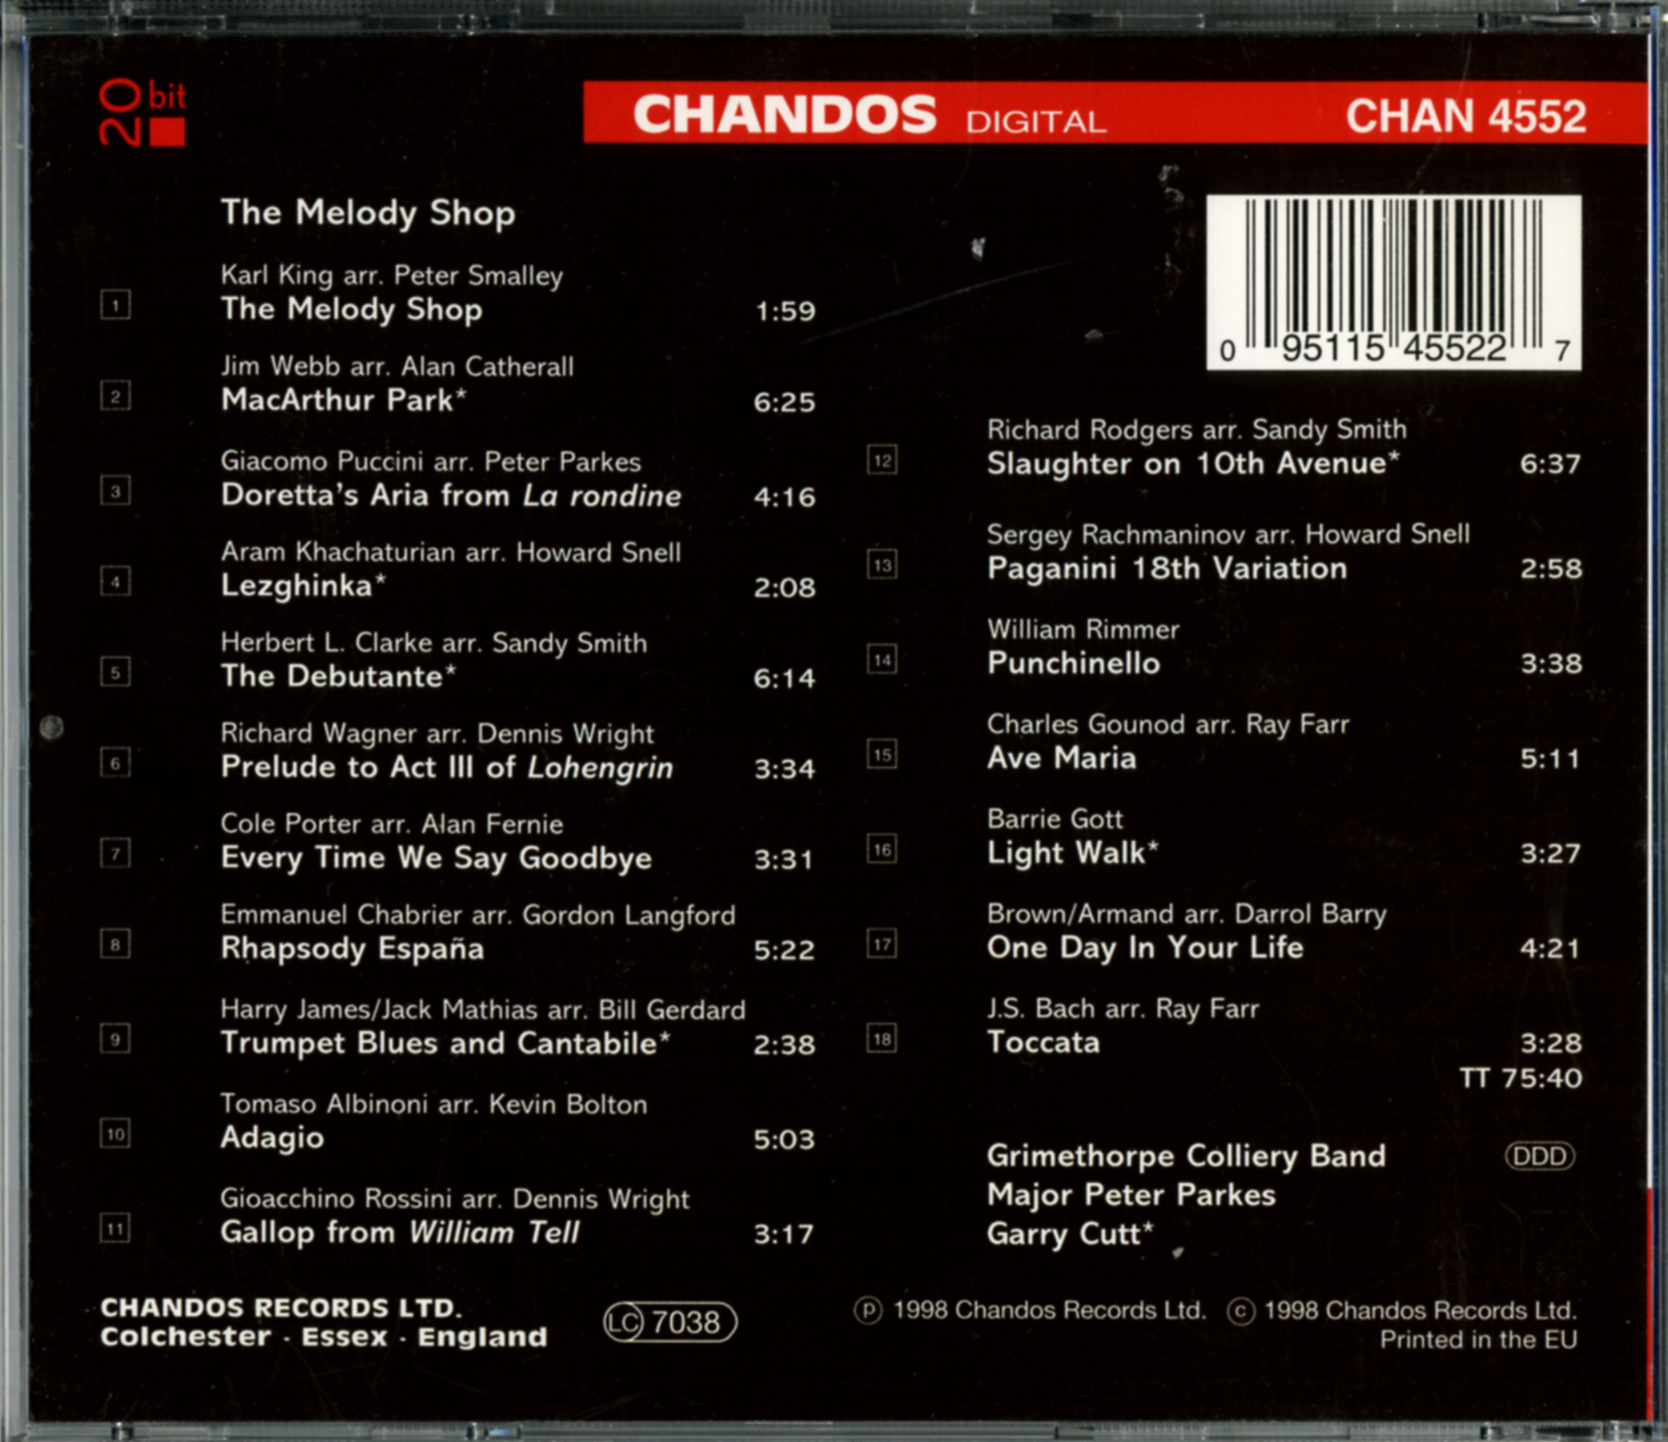 20 bit
CHANDOS DIGITAL CHAN 4552
The Melody Shop
Karl King arr. Peter Smalley
1 The Melody Shop 1:59
Jim Webb arr. Alan Catherall
2 MacArthur Park* 6:25
Giacomo Puccini arr. Peter Parkes
3 Doretta's Aria from La rondine 4:16
Aram Khachaturian arr. Howard Snell
4 Lezghinka* 2:08
Herbert L. Clarke arr. Sandy Smith
5 The Debutante* 6:14
Richard Wagner arr. Dennis Wright
6 Prelude to Act III of Lohengrin 3:34
Cole Porter arr. Alan Fernie
7 Every Time We Say Goodbye 3:31
Emmanuel Chabrier arr. Gordon Langford
8 Rhapsody España 5:22
Harry James/Jack Mathias arr. Bill Gerdard
9 Trumpet Blues and Cantabile* 2:38
Tomaso Albinoni arr. Kevin Bolton
10 Adagio 5:03
Gioacchino Rossini arr. Dennis Wright
11 Gallop from William Tell 3:17
0 95115 45522 7
Richard Rodgers arr. Sandy Smith
12 Slaughter on 10th Avenue* 6:37
Sergey Rachmaninov arr. Howard Snell
13 Paganini 18th Variation 2:58
William Rimmer
14 Punchinello 3:38
Charles Gounod arr. Ray Farr
15 Ave Maria 5:11
Barrie Gott
16 Light Walk* 3:27
Brown/Armand arr. Darrol Barry
17 One Day In Your Life 4:21
J.S. Bach arr. Ray Farr
18 Toccata 3:28
TT 75:40
Grimethorpe Colliery Band DDD
Major Peter Parkes
Garry Cutt*
CHANDOS RECORDS LTD.
Colchester · Essex · England
LC 7038
℗ 1998 Chandos Records Ltd. © 1998 Chandos Records Ltd.
Printed in the EU